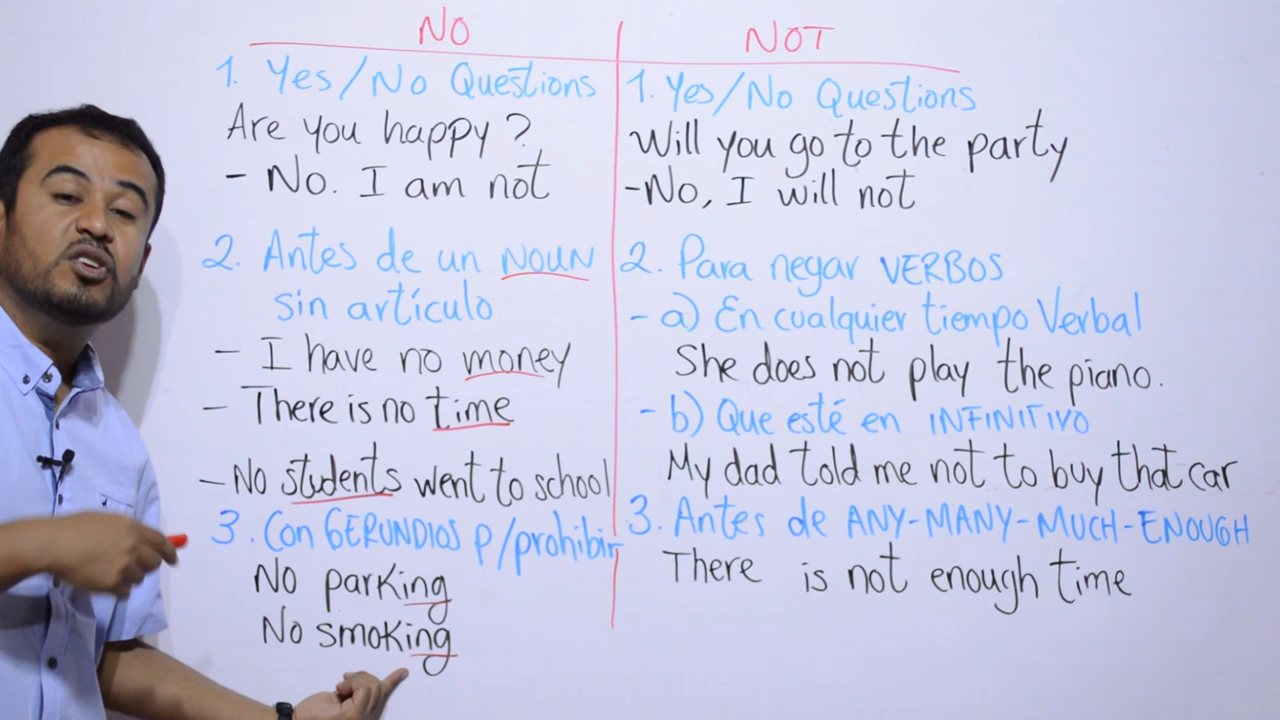 NO
1. Yes/No Questions
Are you happy?
- No. I am not
2. Antes de un NOUN
sin artículo
- I have no money
- There is no time
- No students went to school
3. Con GERUNDIOS p/prohibir
No parking
No smoking
NOT
1. Yes/No Questions
Will you go to the party
-No, I will not
2. Para negar VERBOS
- a) En cualquier tiempo Verbal
She does not play the piano.
- b) Que esté en INFINITIVO
My dad told me not to buy that car
3. Antes de ANY-MANY-MUCH-ENOUGH
There is not enough time